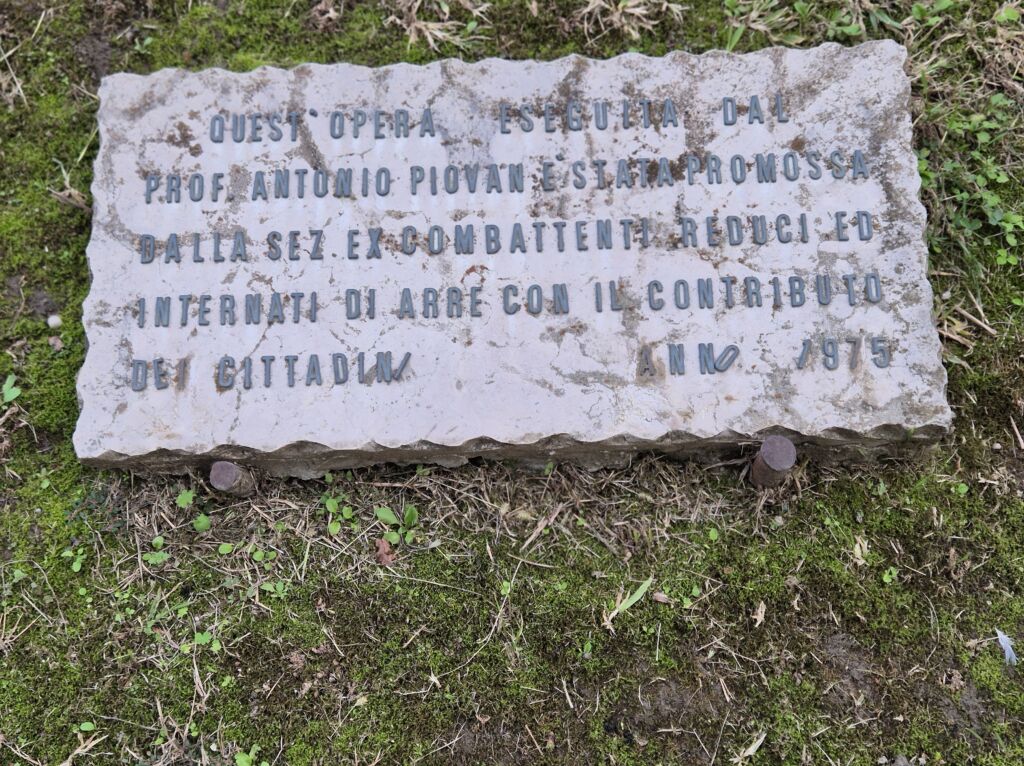 QUEST'OPERA ESEGUITA DAL
PROF. ANTONIO PIOVAN E' STATA PROMOSSA
DALLA SEZ. EX COMBATTENTI REDUCI ED
INTERNATI DI ARRE CON IL CONTRIBUTO
DEI CITTADINI ANNO 1975